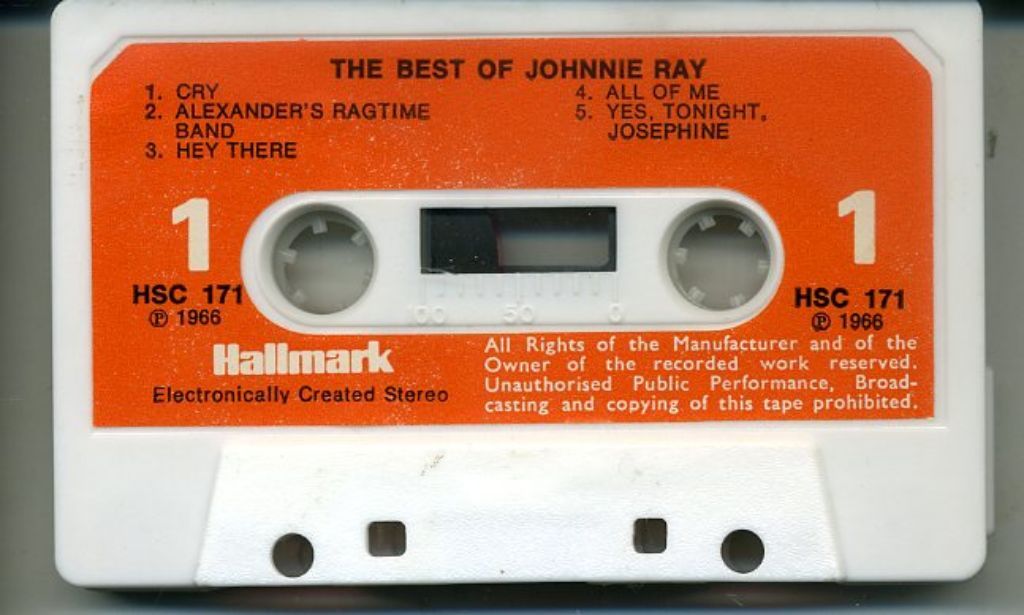 THE BEST OF JOHNNIE RAY
1. CRY
2. ALEXANDER'S RAGTIME
BAND
3. HEY THERE
4. ALL OF ME
5. YES, TONIGHT,
JOSEPHINE
1
HSC 171
℗ 1966
1
HSC 171
℗ 1966
100 50 0
Hallmark
Electronically Created Stereo
All Rights of the Manufacturer and of the
Owner of the recorded work reserved.
Unauthorised Public Performance, Broad-
casting and copying of this tape prohibited.